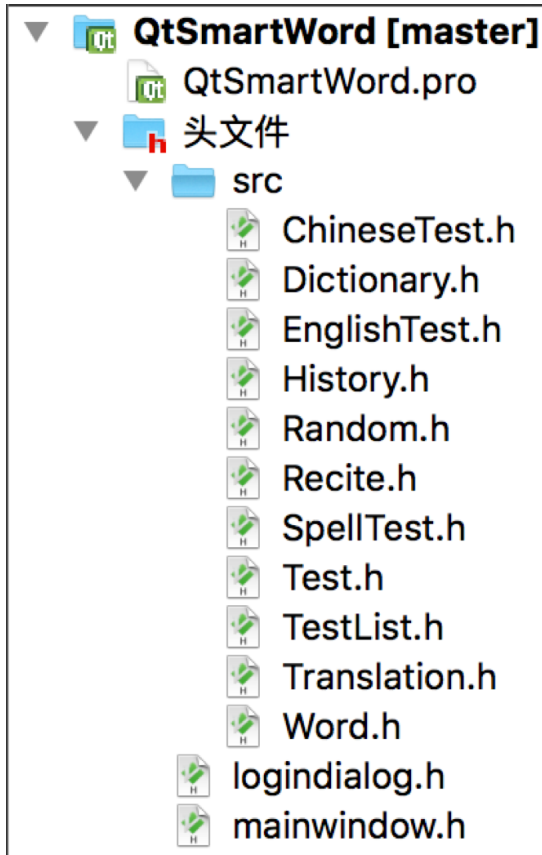 QtSmartWord [master]
QtSmartWord.pro
头文件
src
ChineseTest.h
Dictionary.h
EnglishTest.h
History.h
Random.h
Recite.h
SpellTest.h
Test.h
TestList.h
Translation.h
Word.h
logindialog.h
mainwindow.h